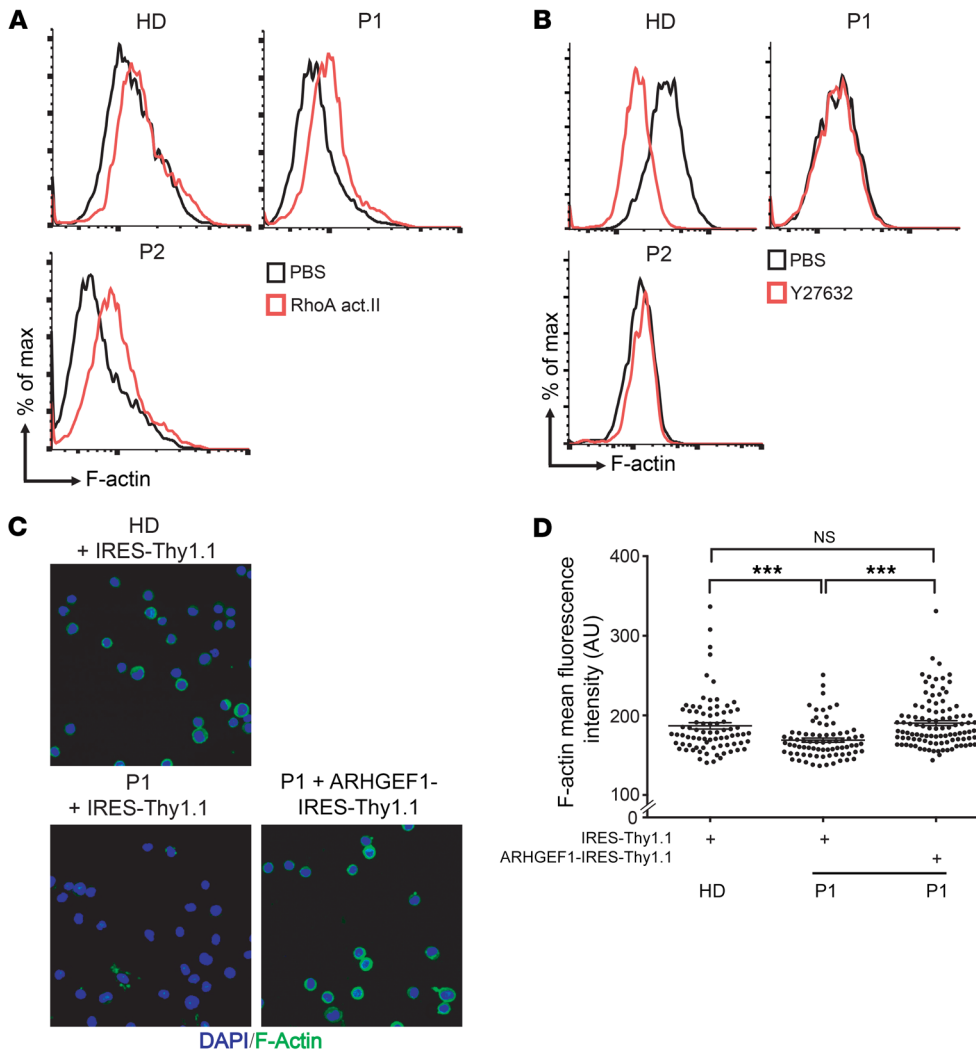 A
HD
P1
P2
PBS
RhoA act.II
% of max
F-actin
B
HD
P1
P2
PBS
Y27632
% of max
F-actin
C
HD
+ IRES-Thy1.1
P1
+ IRES-Thy1.1
P1 + ARHGEF1-
IRES-Thy1.1
DAPI/F-Actin
D
F-actin mean fluorescence
intensity (AU)
400
300
200
100
0
NS
*** ***
IRES-Thy1.1 + +
ARHGEF1-IRES-Thy1.1 +
HD P1 P1